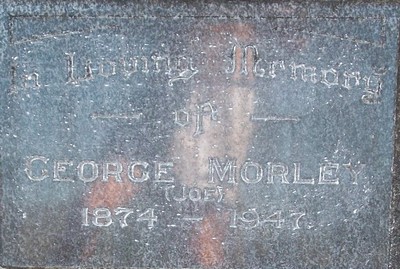 In Loving Memory
— of —
GEORGE MORLEY
(JOE)
1874 — 1947